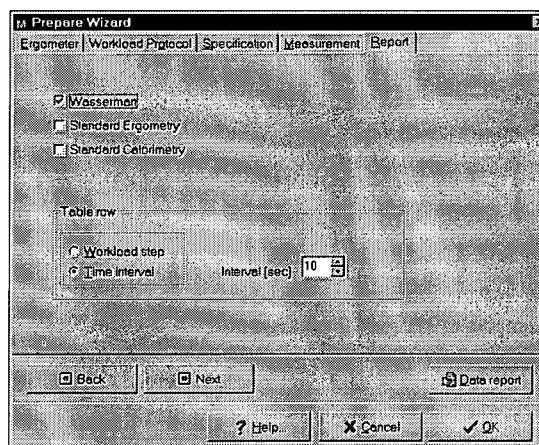 Prepare Wizard
Ergometer Workload Protocol Specification Measurement Report
Wasserman
Standard Ergometry
Standard Calorimetry
Table row
Workload step
Time interval Interval (sec) 10
Back Next Data report
? Help... Cancel OK